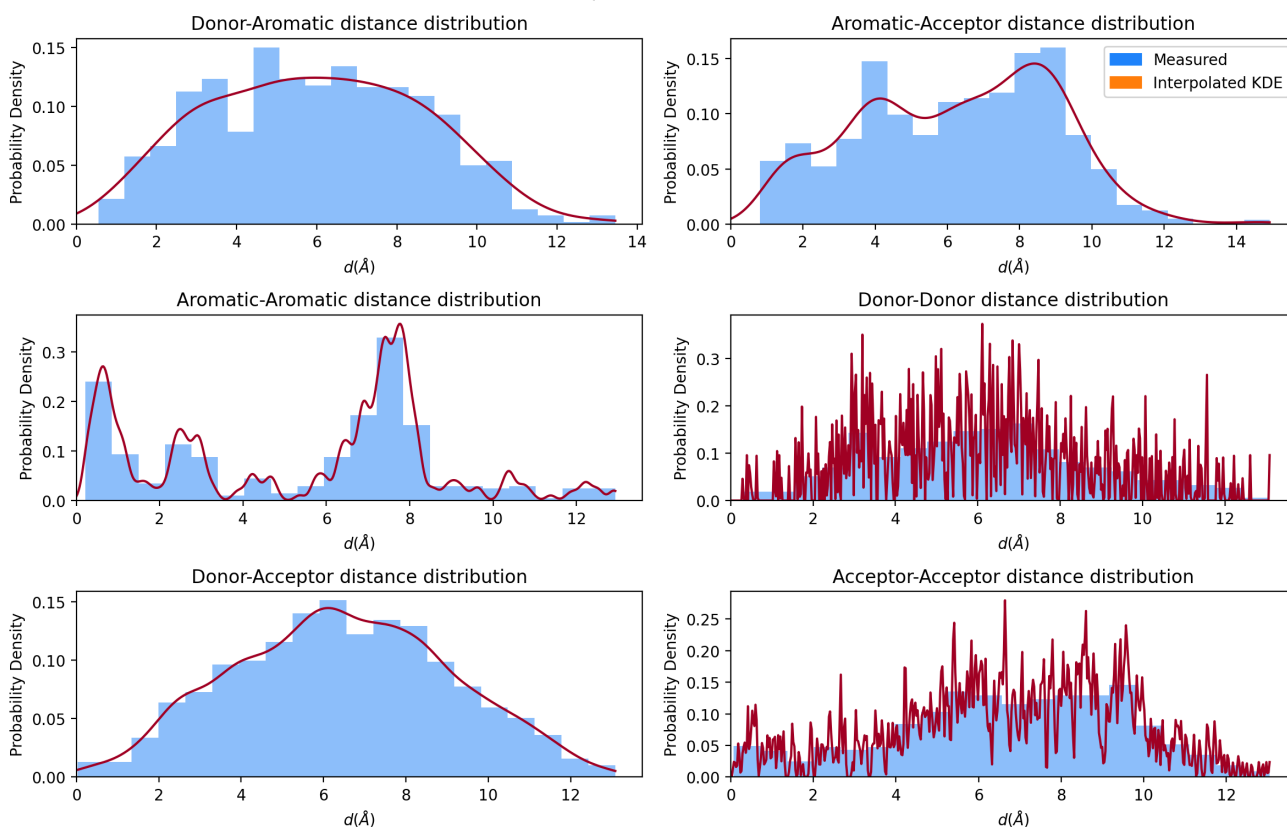 Donor-Aromatic distance distribution
Probability Density
0.15
0.10
0.05
0.00
0 2 4 6 8 10 12 14
d(Å)
Aromatic-Acceptor distance distribution
Probability Density
0.15
0.10
0.05
0.00
0 2 4 6 8 10 12 14
d(Å)
Measured
Interpolated KDE
Aromatic-Aromatic distance distribution
Probability Density
0.3
0.2
0.1
0.0
0 2 4 6 8 10 12
d(Å)
Donor-Donor distance distribution
Probability Density
0.3
0.2
0.1
0.0
0 2 4 6 8 10 12
d(Å)
Donor-Acceptor distance distribution
Probability Density
0.15
0.10
0.05
0.00
0 2 4 6 8 10 12
d(Å)
Acceptor-Acceptor distance distribution
Probability Density
0.25
0.20
0.15
0.10
0.05
0.00
0 2 4 6 8 10 12
d(Å)